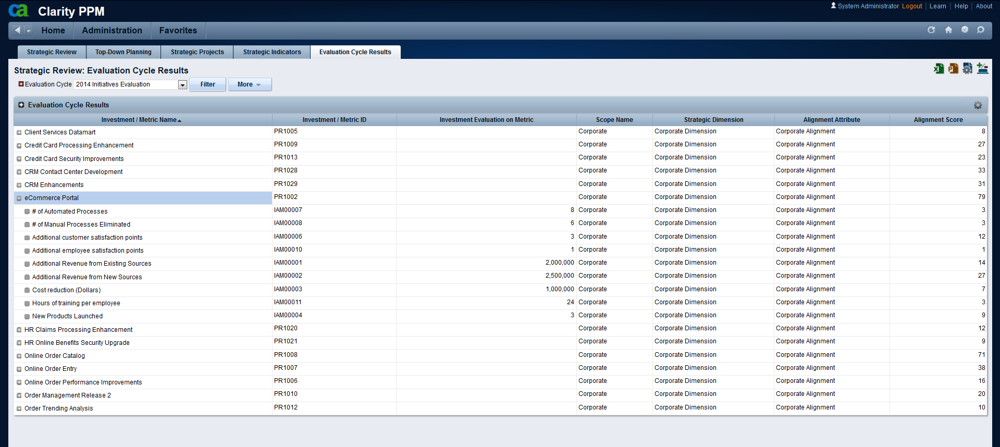 ca Clarity PPM
System Administrator Logout | Learn | Help | About
Home Administration Favorites
Strategic Review Top-Down Planning Strategic Projects Strategic Indicators Evaluation Cycle Results
Strategic Review: Evaluation Cycle Results
Evaluation Cycle 2014 Initiatives Evaluation Filter More
Evaluation Cycle Results
Investment / Metric Name Investment / Metric ID Investment Evaluation on Metric Scope Name Strategic Dimension Alignment Attribute Alignment Score
Client Services Datamart PR1005 Corporate Corporate Dimension Corporate Alignment 8
Credit Card Processing Enhancement PR1009 Corporate Corporate Dimension Corporate Alignment 27
Credit Card Security Improvements PR1013 Corporate Corporate Dimension Corporate Alignment 23
CRM Contact Center Development PR1028 Corporate Corporate Dimension Corporate Alignment 33
CRM Enhancements PR1029 Corporate Corporate Dimension Corporate Alignment 31
eCommerce Portal PR1002 Corporate Corporate Dimension Corporate Alignment 79
# of Automated Processes IAM00007 8 Corporate Corporate Dimension Corporate Alignment 3
# of Manual Processes Eliminated IAM00008 6 Corporate Corporate Dimension Corporate Alignment 3
Additional customer satisfaction points IAM00006 3 Corporate Corporate Dimension Corporate Alignment 12
Additional employee satisfaction points IAM00010 1 Corporate Corporate Dimension Corporate Alignment 1
Additional Revenue from Existing Sources IAM00001 2,000,000 Corporate Corporate Dimension Corporate Alignment 14
Additional Revenue from New Sources IAM00002 2,500,000 Corporate Corporate Dimension Corporate Alignment 27
Cost reduction (Dollars) IAM00003 1,000,000 Corporate Corporate Dimension Corporate Alignment 7
Hours of training per employee IAM00011 24 Corporate Corporate Dimension Corporate Alignment 3
New Products Launched IAM00004 3 Corporate Corporate Dimension Corporate Alignment 9
HR Claims Processing Enhancement PR1020 Corporate Corporate Dimension Corporate Alignment 12
HR Online Benefits Security Upgrade PR1021 Corporate Corporate Dimension Corporate Alignment 9
Online Order Catalog PR1008 Corporate Corporate Dimension Corporate Alignment 71
Online Order Entry PR1007 Corporate Corporate Dimension Corporate Alignment 38
Online Order Performance Improvements PR1006 Corporate Corporate Dimension Corporate Alignment 16
Order Management Release 2 PR1010 Corporate Corporate Dimension Corporate Alignment 20
Order Trending Analysis PR1012 Corporate Corporate Dimension Corporate Alignment 10